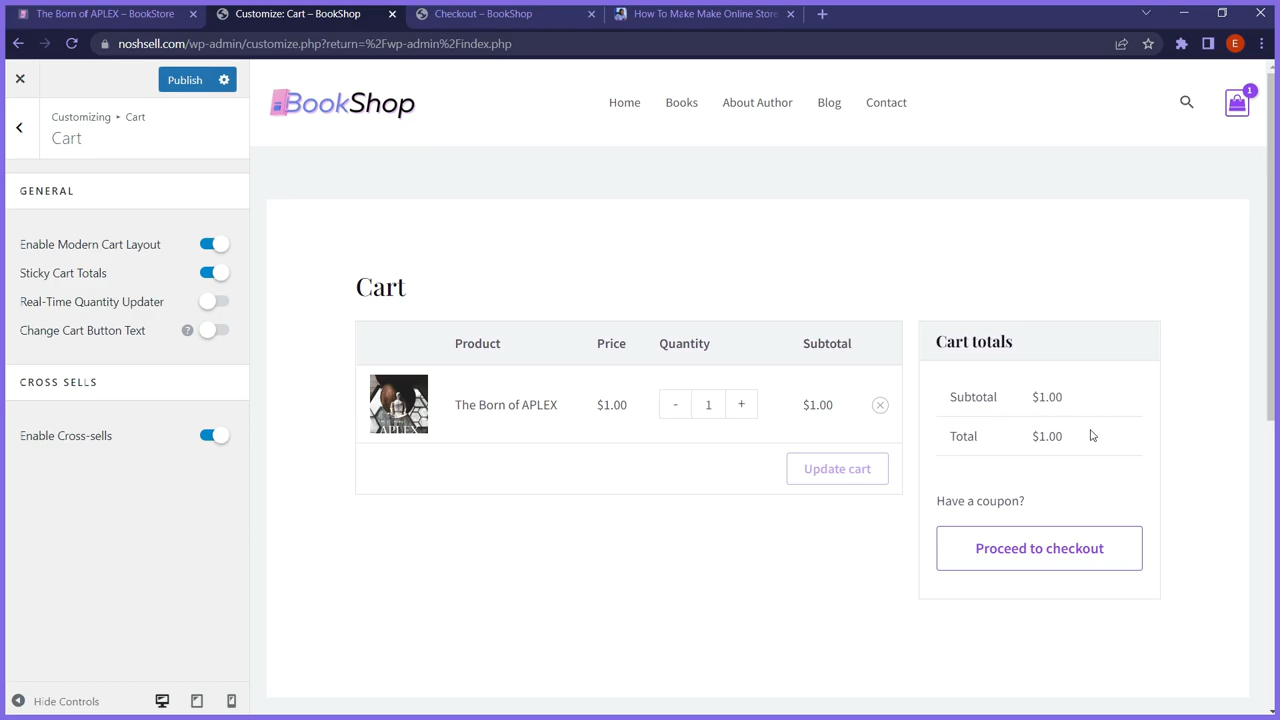 The Born of APLEX – BookStore
Customize: Cart – BookShop
Checkout – BookShop
How To Make Make Online Store
noshsell.com/wp-admin/customize.php?return=%2Fwp-admin%2Findex.php
E
Publish
Customizing ▸ Cart
Cart
GENERAL
Enable Modern Cart Layout
Sticky Cart Totals
Real-Time Quantity Updater
Change Cart Button Text
?
CROSS SELLS
Enable Cross-sells
Hide Controls
BookShop
Home
Books
About Author
Blog
Contact
1
Cart
Product Price Quantity Subtotal
APLEX
The Born of APLEX $1.00 - 1 + $1.00
Update cart
Cart totals
Subtotal $1.00
Total $1.00
Have a coupon?
Proceed to checkout